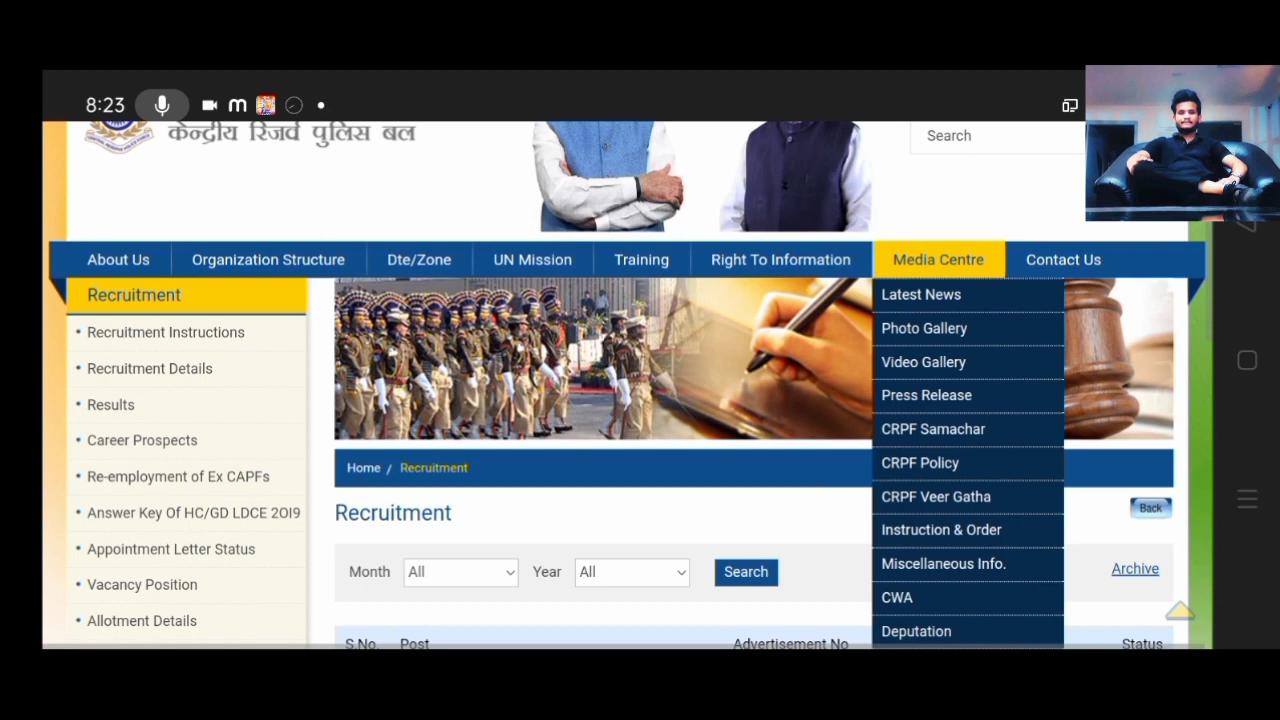 8:23
केन्द्रीय रिजर्व पुलिस बल
Search
About Us
Organization Structure
Dte/Zone
UN Mission
Training
Right To Information
Media Centre
Contact Us
Recruitment
Recruitment Instructions
Recruitment Details
Results
Career Prospects
Re-employment of Ex CAPFs
Answer Key Of HC/GD LDCE 2019
Appointment Letter Status
Vacancy Position
Allotment Details
Latest News
Photo Gallery
Video Gallery
Press Release
CRPF Samachar
CRPF Policy
CRPF Veer Gatha
Instruction & Order
Miscellaneous Info.
CWA
Deputation
Home / Recruitment
Recruitment
Back
Month All Year All Search
Archive
S.No. Post Advertisement No Status